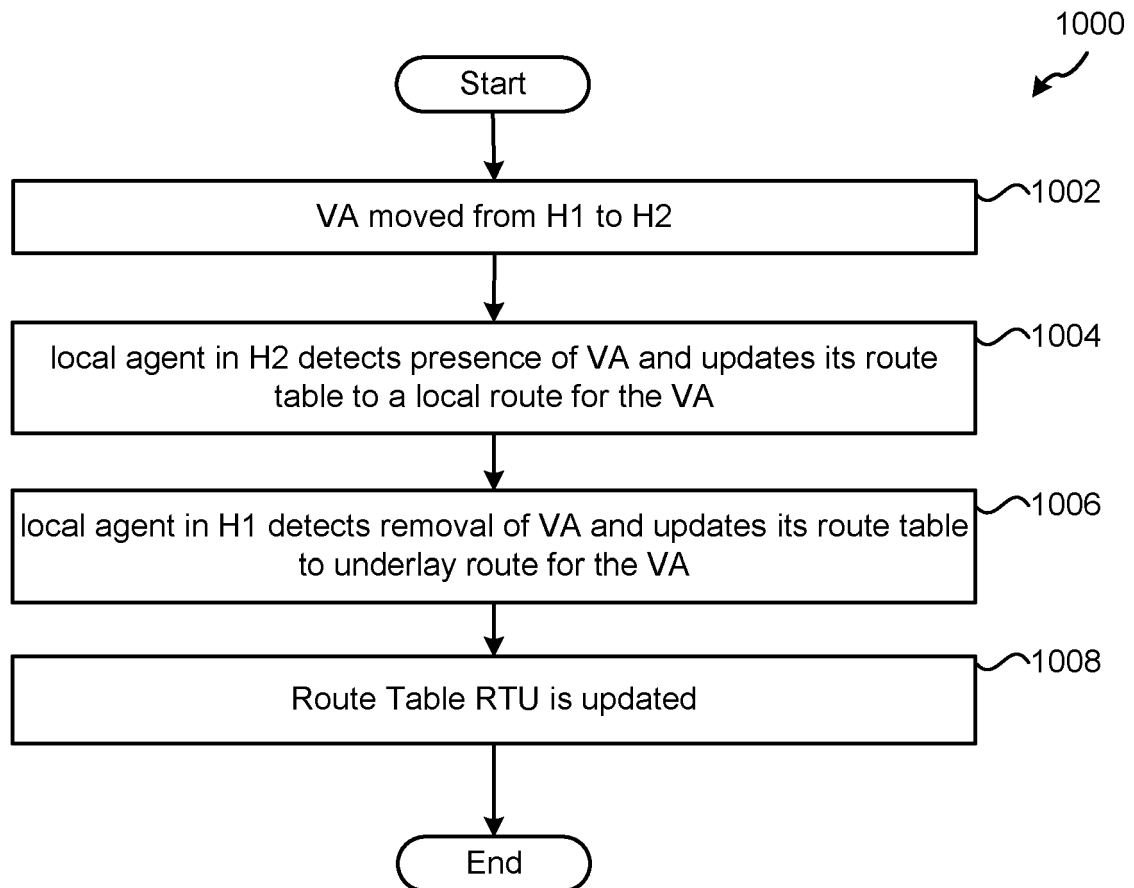 1000
Start
VA moved from H1 to H2
1002
local agent in H2 detects presence of VA and updates its route
table to a local route for the VA
1004
local agent in H1 detects removal of VA and updates its route table
to underlay route for the VA
1006
Route Table RTU is updated
1008
End